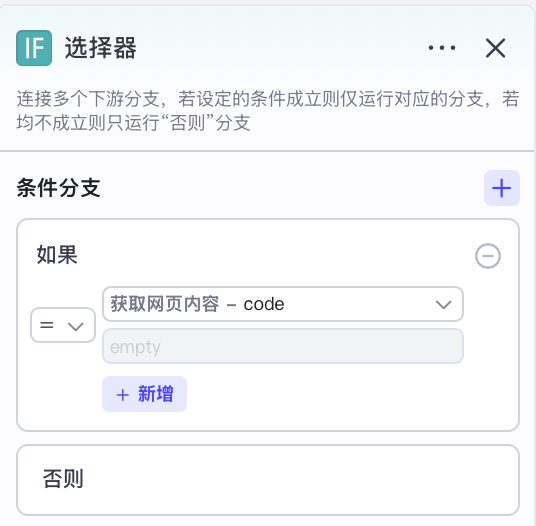 IF 选择器
连接多个下游分支，若设定的条件成立则仅运行对应的分支，若
均不成立则只运行“否则”分支
条件分支
如果
获取网页内容 – code
=
empty
+ 新增
否则